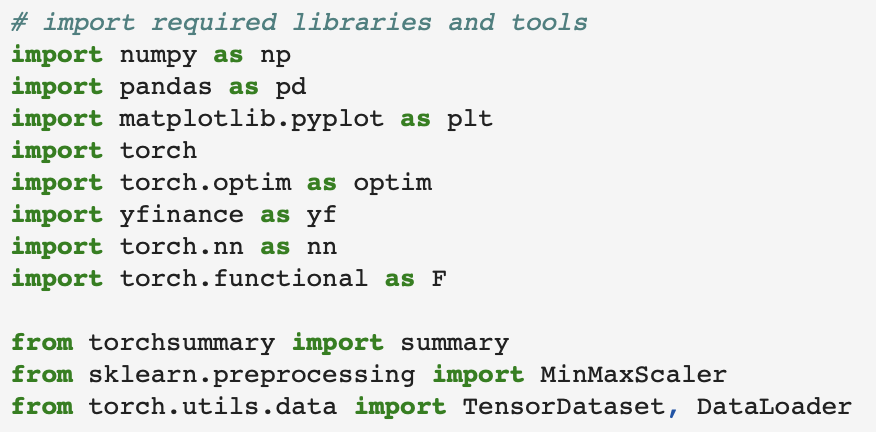 # import required libraries and tools
import numpy as np
import pandas as pd
import matplotlib.pyplot as plt
import torch
import torch.optim as optim
import yfinance as yf
import torch.nn as nn
import torch.functional as F
from torchsummary import summary
from sklearn.preprocessing import MinMaxScaler
from torch.utils.data import TensorDataset, DataLoader